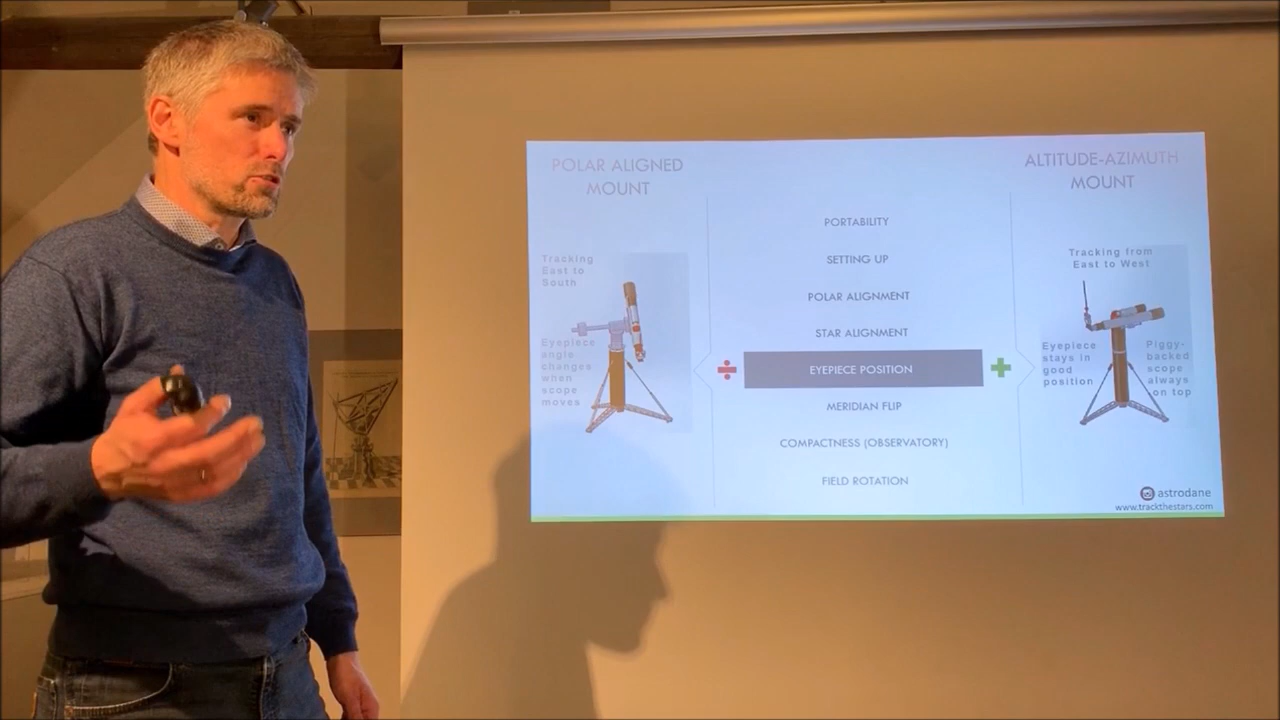 POLAR ALIGNED
MOUNT
Tracking
East to
South
Eyepiece
angle
changes
when
scope
moves
PORTABILITY
SETTING UP
POLAR ALIGNMENT
STAR ALIGNMENT
EYEPIECE POSITION
MERIDIAN FLIP
COMPACTNESS (OBSERVATORY)
FIELD ROTATION
ALTITUDE-AZIMUTH
MOUNT
Tracking from
East to West
Eyepiece
stays in
good
position
Piggy-
backed
scope
always
on top
astrodane
www.trackthestars.com